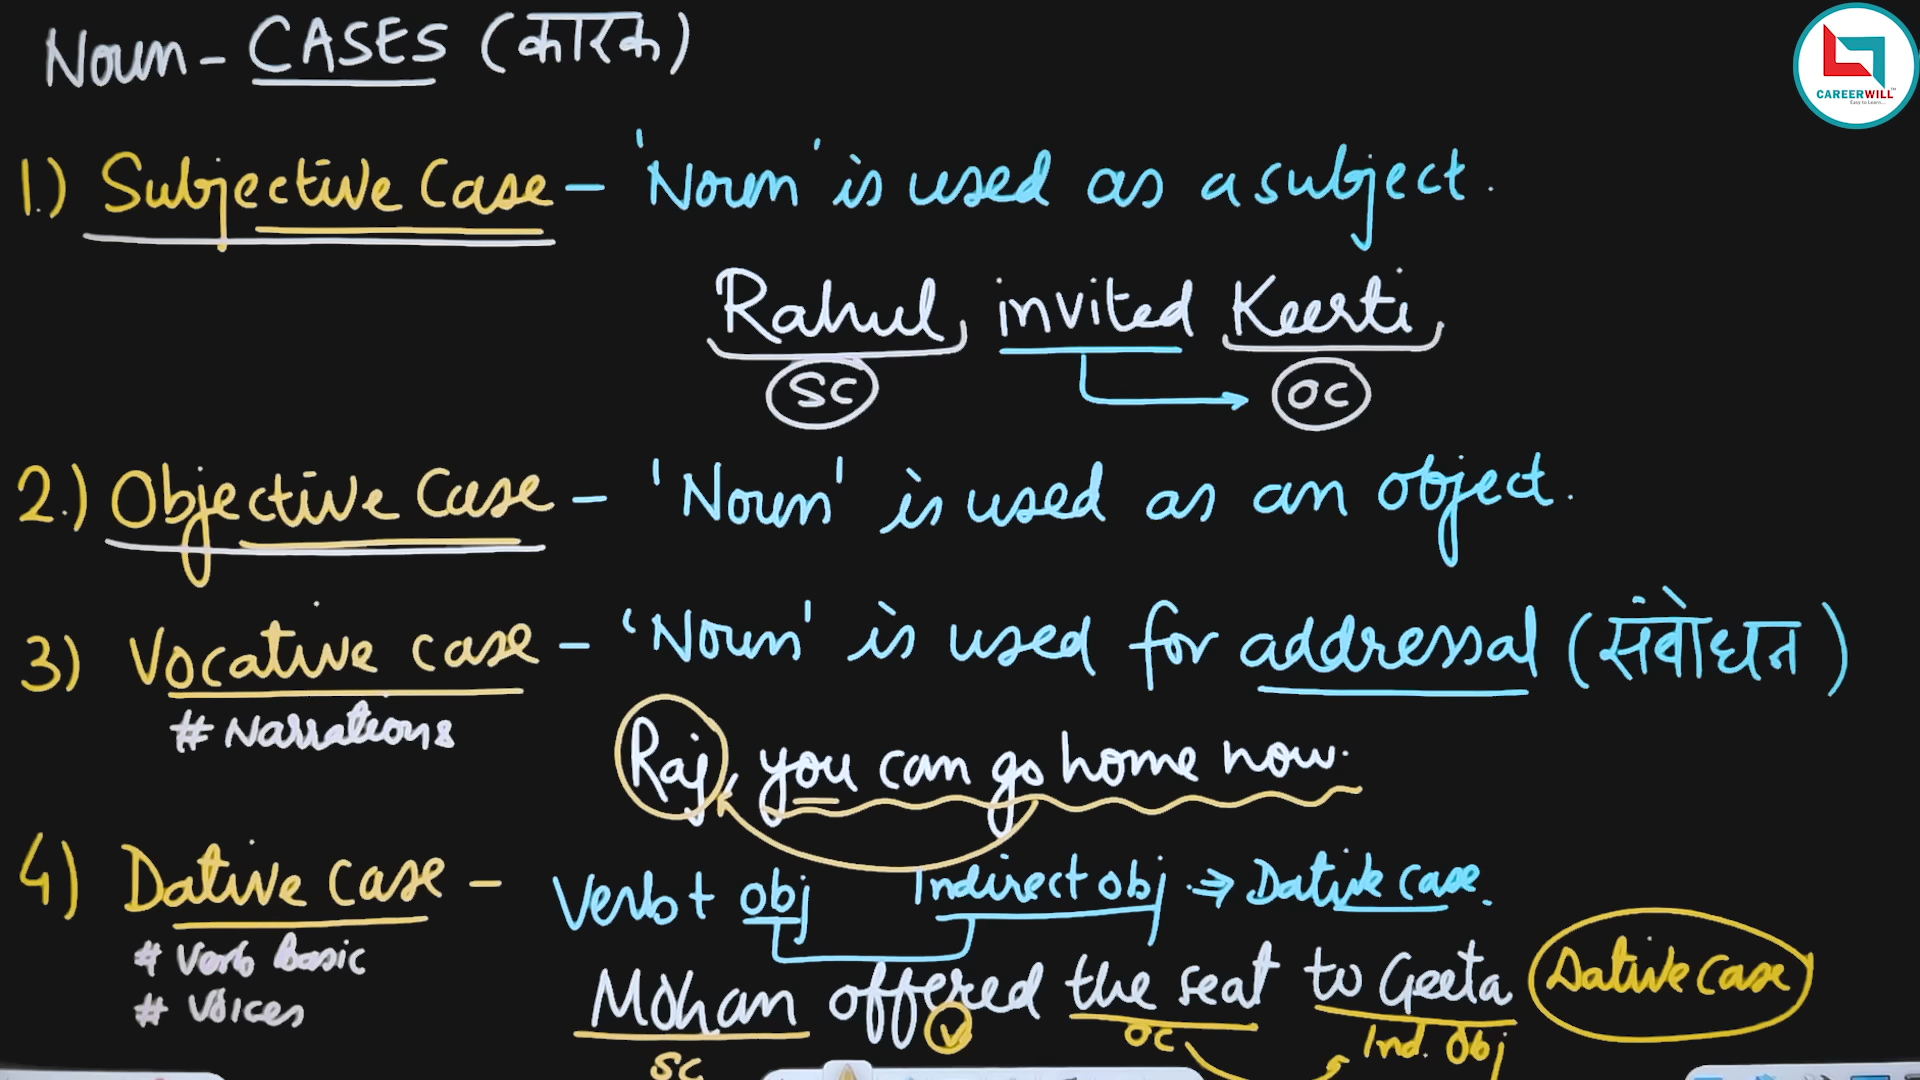 Noun - CASES (कारक)
CAREERWILL
Easy to Learn...
1.) Subjective Case - 'Noun' is used as a subject.
Rahul invited Keerti
SC OC
2.) Objective Case - 'Noun' is used as an object.
3) Vocative case - 'Noun' is used for addressal (संबोधन)
# Narrations
Raj, you can go home now.
4) Dative case - Verb + obj Indirect obj. ⇒ Dative case.
# Verb Basic
# Voices
Mohan offered the seat to Geeta Dative case
SC V OC Ind. Obj